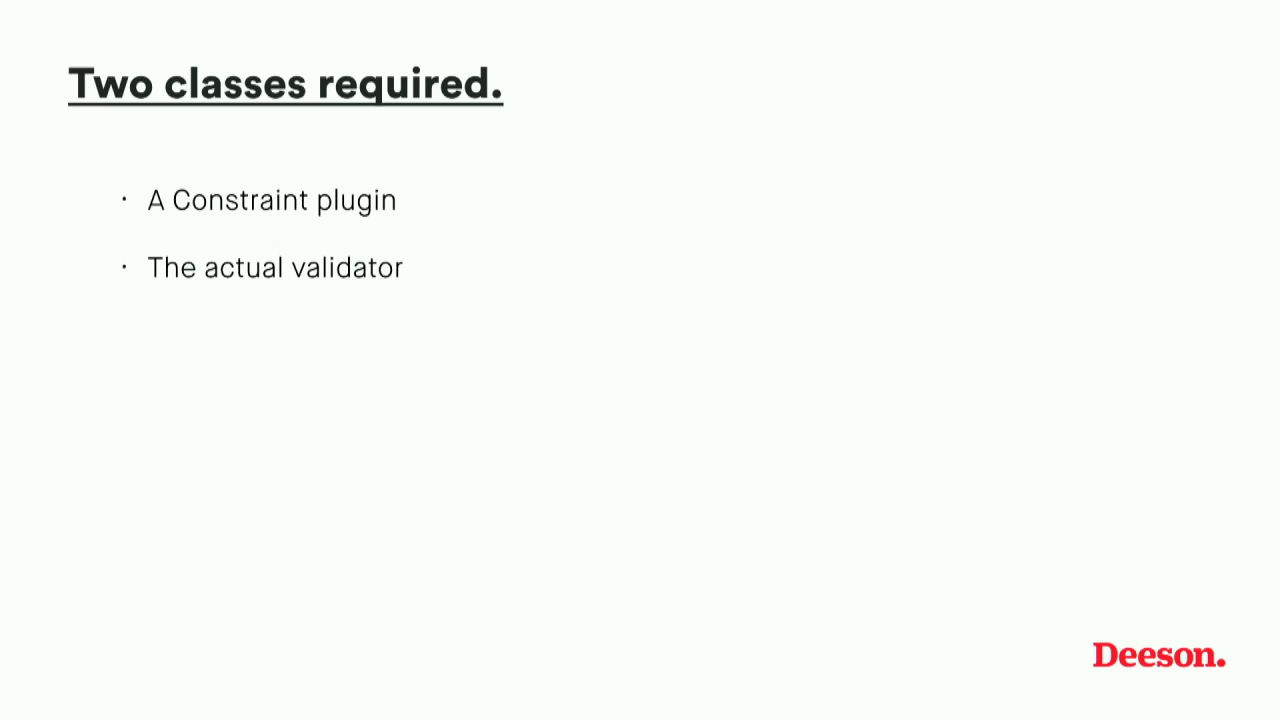 Two classes required.
· A Constraint plugin
· The actual validator
Deeson.